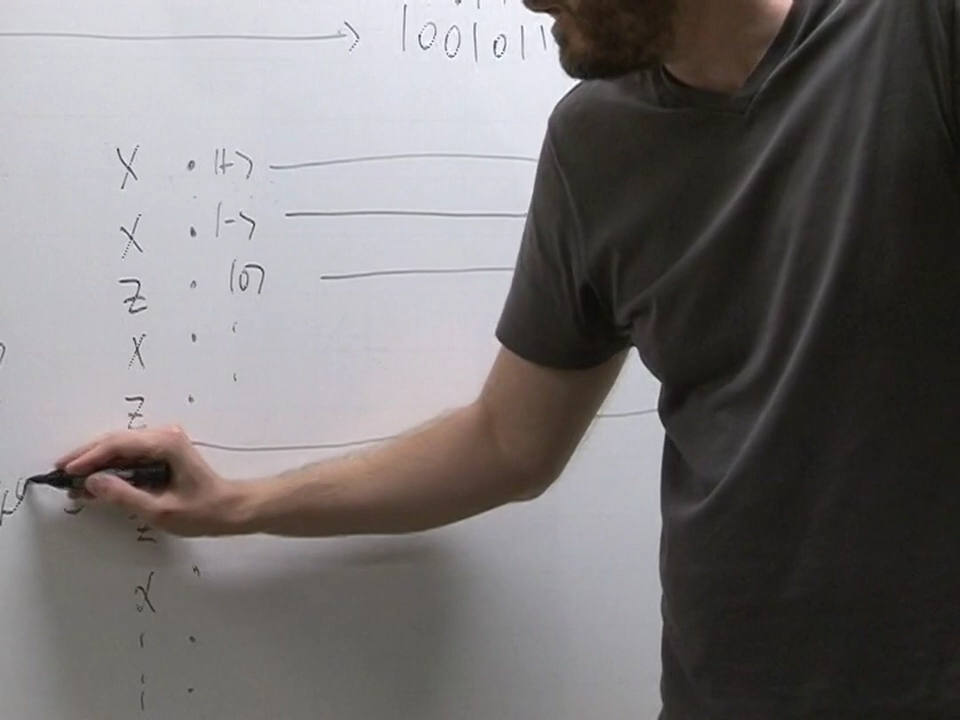 1001011
X · |+>
X · |->
Z · |0>
X ·
Z ·